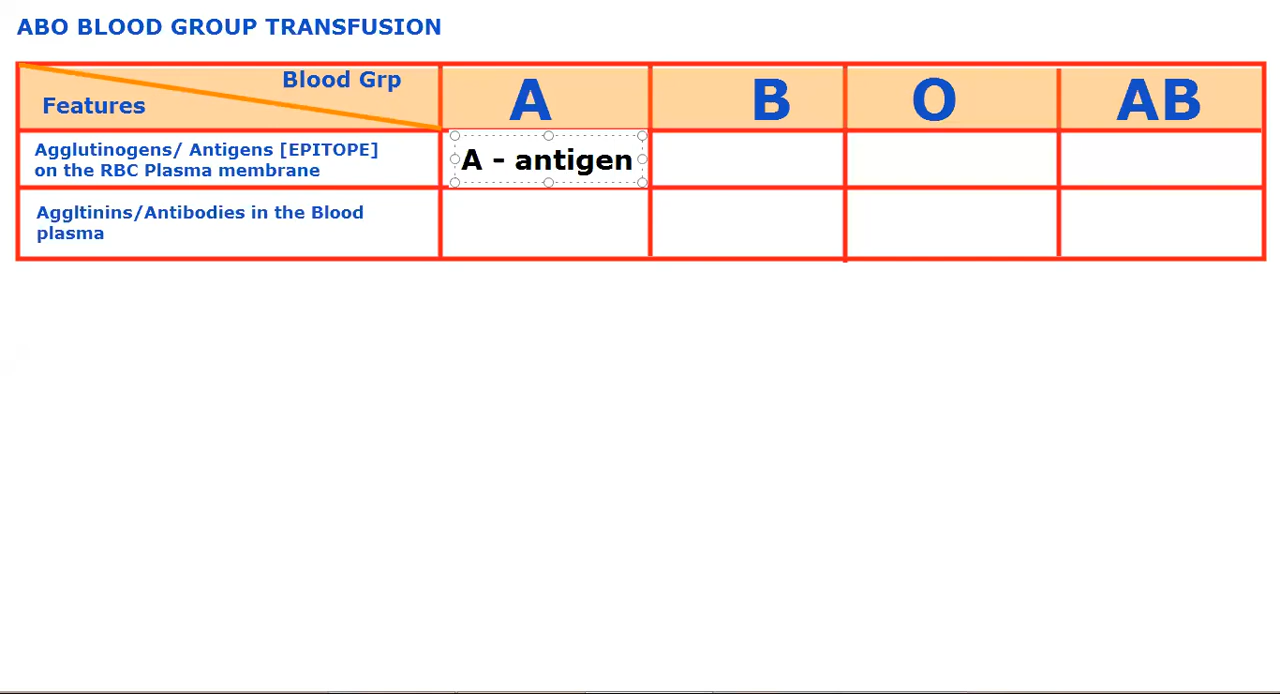 ABO BLOOD GROUP TRANSFUSION
Blood Grp
Features
A
B
O
AB
Agglutinogens/ Antigens [EPITOPE]
on the RBC Plasma membrane
A - antigen
Aggltinins/Antibodies in the Blood
plasma